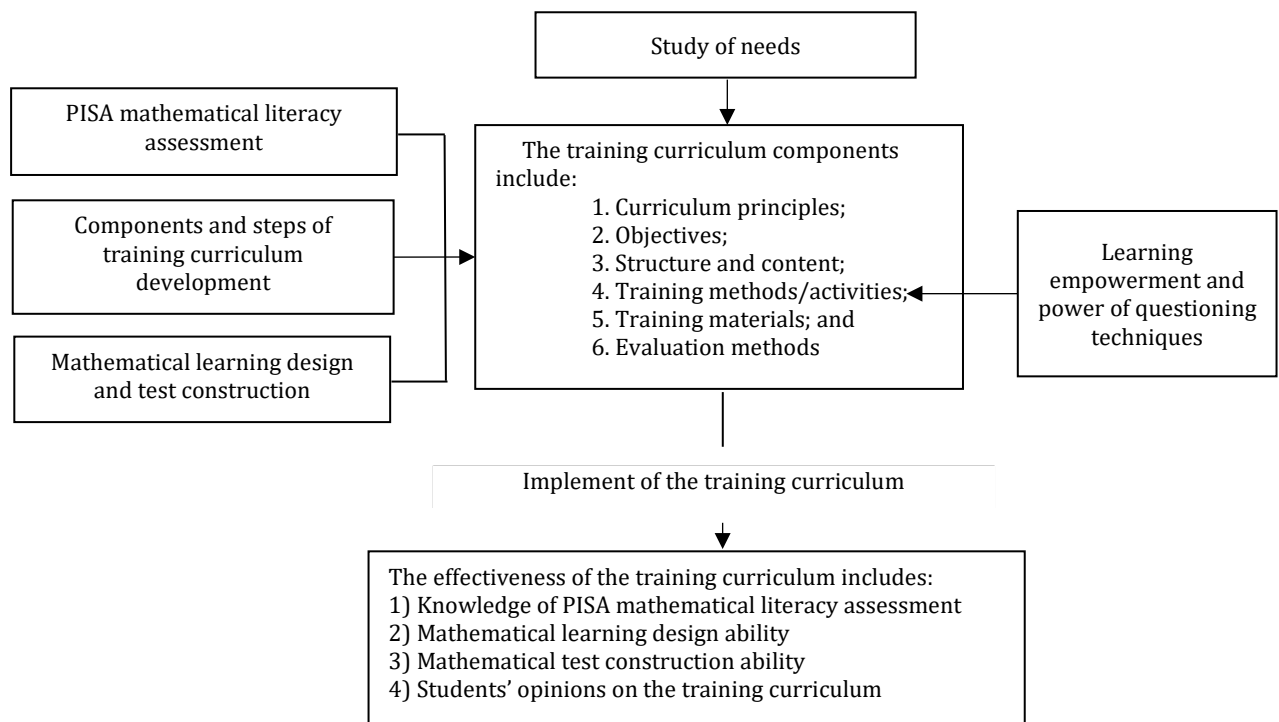 Study of needs
PISA mathematical literacy
assessment
Components and steps of
training curriculum
development
Mathematical learning design
and test construction
The training curriculum components
include:
1. Curriculum principles;
2. Objectives;
3. Structure and content;
4. Training methods/activities;
5. Training materials; and
6. Evaluation methods
Learning
empowerment and
power of questioning
techniques
Implement of the training curriculum
The effectiveness of the training curriculum includes:
1) Knowledge of PISA mathematical literacy assessment
2) Mathematical learning design ability
3) Mathematical test construction ability
4) Students’ opinions on the training curriculum